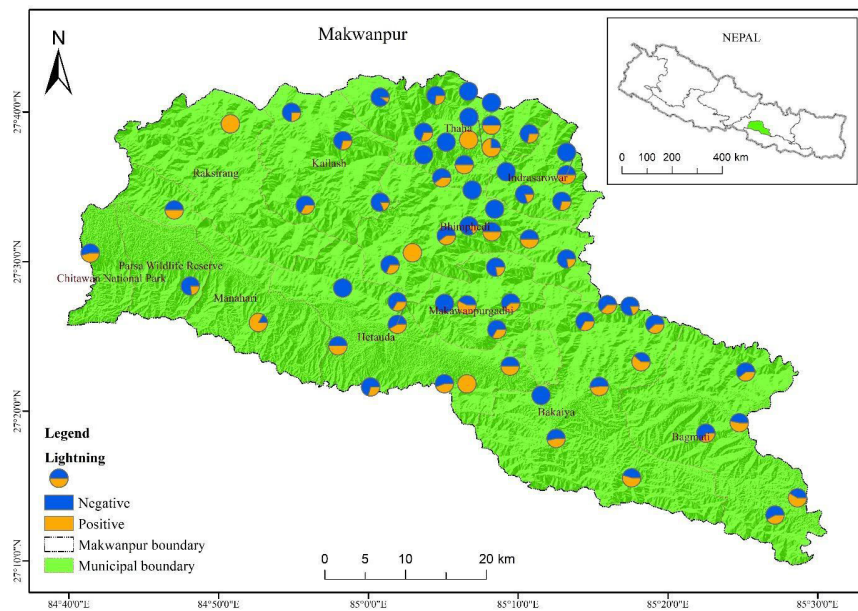 Makwanpur
NEPAL
N
0 100 200 400 km
27°40'0"N
27°30'0"N
27°20'0"N
27°10'0"N
Thaha
Kailash
Raksirang
Indrasarowar
Bhimphedi
Parsa Wildlife Reserve
Chitawan National Park
Manahari
Makawanpurgadhi
Hetauda
Bakaiya
Bagmati
Legend
Lightning
Negative
Positive
Makwanpur boundary
Municipal boundary
0 5 10 20 km
84°40'0"E 84°50'0"E 85°0'0"E 85°10'0"E 85°20'0"E 85°30'0"E